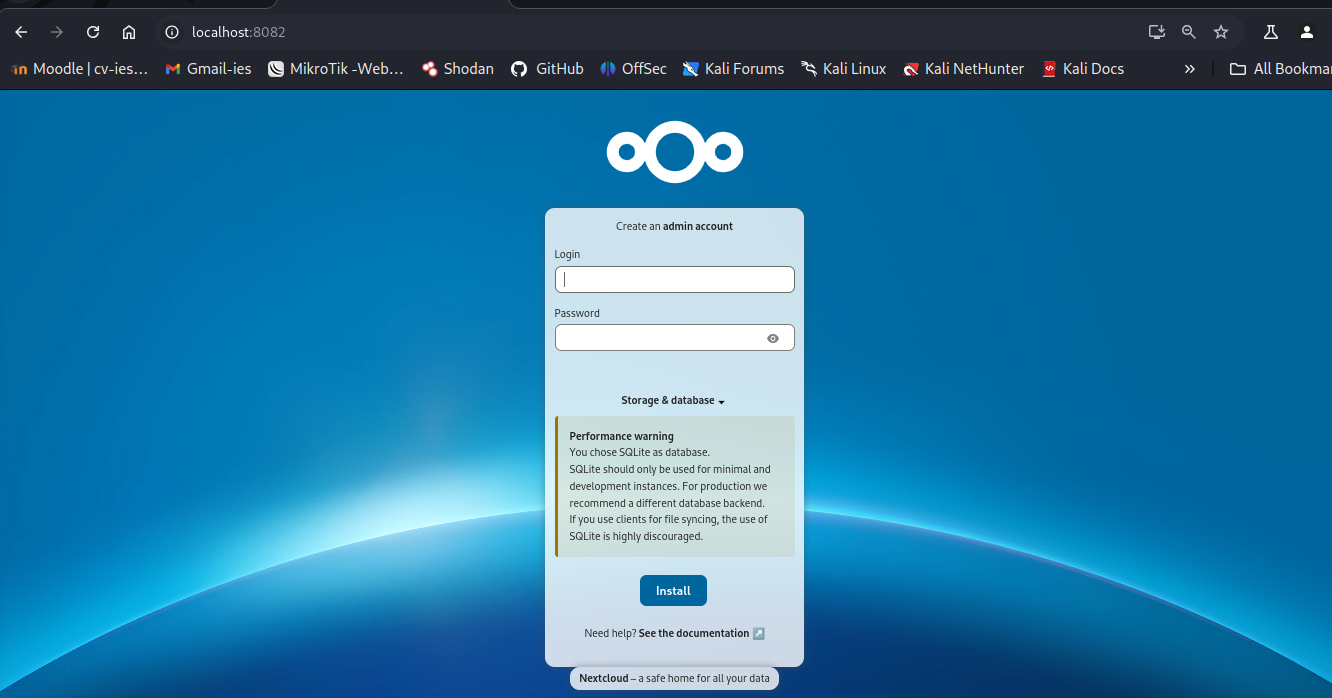 localhost:8082
Moodle | cv-ies… Gmail-ies MikroTik -Web… Shodan GitHub OffSec Kali Forums Kali Linux Kali NetHunter Kali Docs » All Bookmar
Create an admin account
Login
Password
Storage & database
Performance warning
You chose SQLite as database.
SQLite should only be used for minimal and
development instances. For production we
recommend a different database backend.
If you use clients for file syncing, the use of
SQLite is highly discouraged.
Install
Need help? See the documentation ↗
Nextcloud – a safe home for all your data